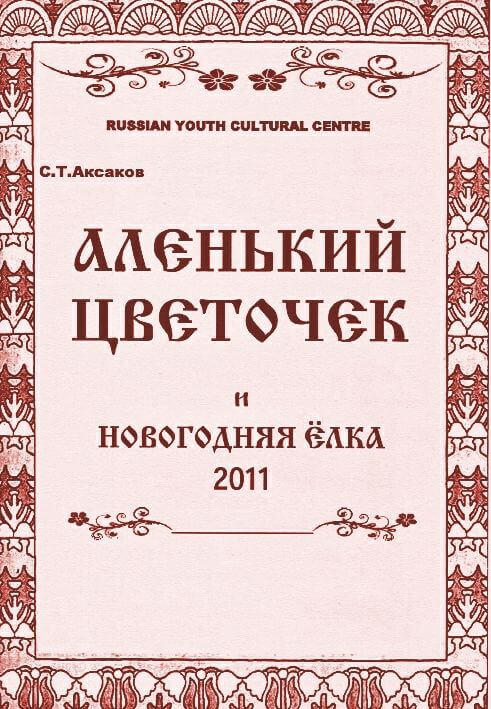 RUSSIAN YOUTH CULTURAL CENTRE
С.Т.Аксаков
АЛЕНЬКИЙ
ЦВЕТОЧЕК
и
НОВОГОДНЯЯ ЁЛКА
2011